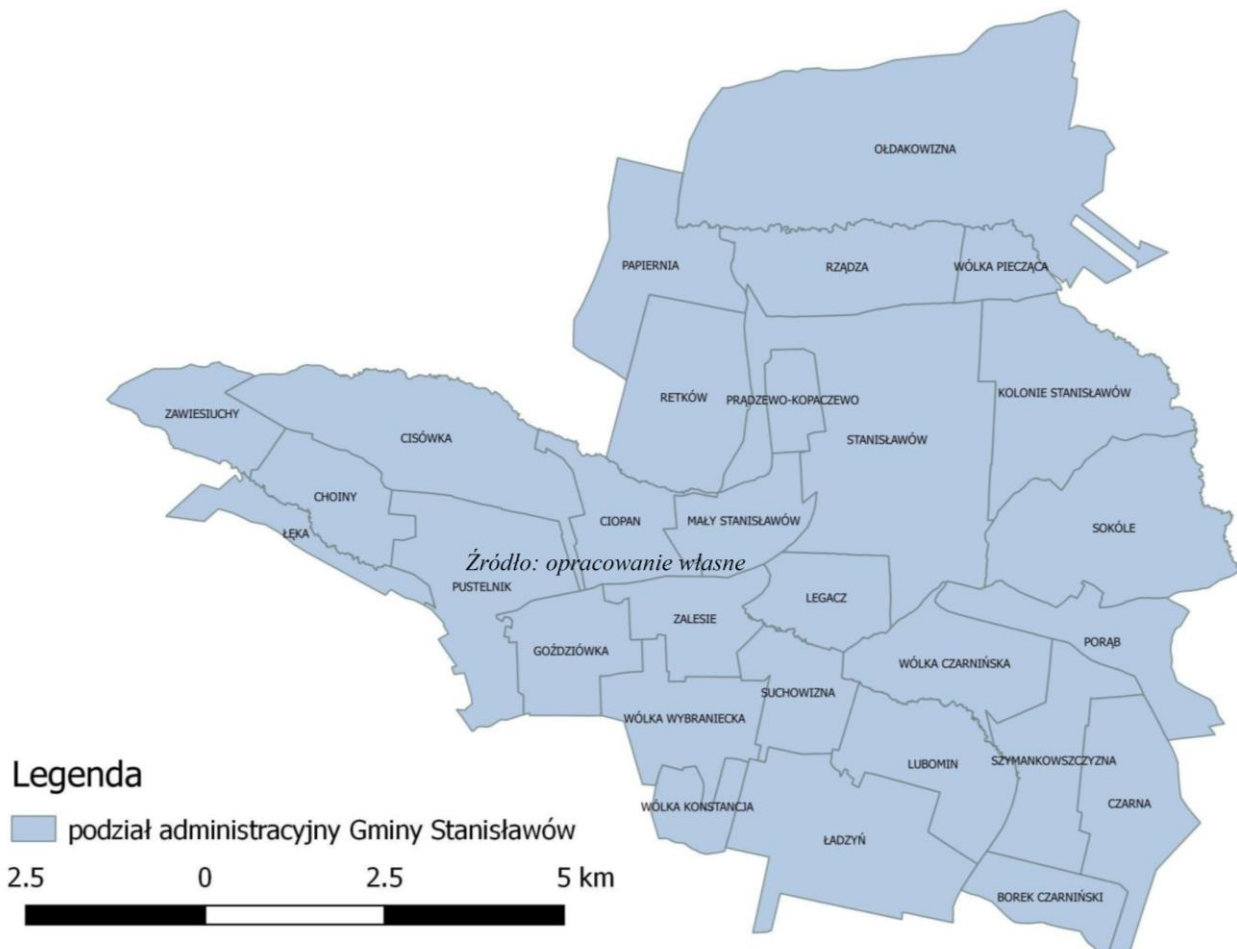 OŁDAKOWIZNA
PAPIERNIA
RZĄDZA
WÓLKA PIECZĄCA
RETKÓW
PRĄDZEWO-KOPACZEWO
KOLONIE STANISŁAWÓW
ZAWIESIUCHY
CISÓWKA
STANISŁAWÓW
CHOINY
CIOPAN
MAŁY STANISŁAWÓW
SOKÓLE
ŁĘKA
Źródło: opracowanie własne
PUSTELNIK
LEGACZ
ZALESIE
GOŹDZIÓWKA
WÓLKA CZARNIŃSKA
PORĄB
SUCHOWIZNA
WÓLKA WYBRANIECKA
LUBOMIN
SZYMANKOWSZCZYZNA
WÓLKA KONSTANCJA
CZARNA
ŁADZYŃ
BOREK CZARNIŃSKI
Legenda
podział administracyjny Gminy Stanisławów
2.5 0 2.5 5 km